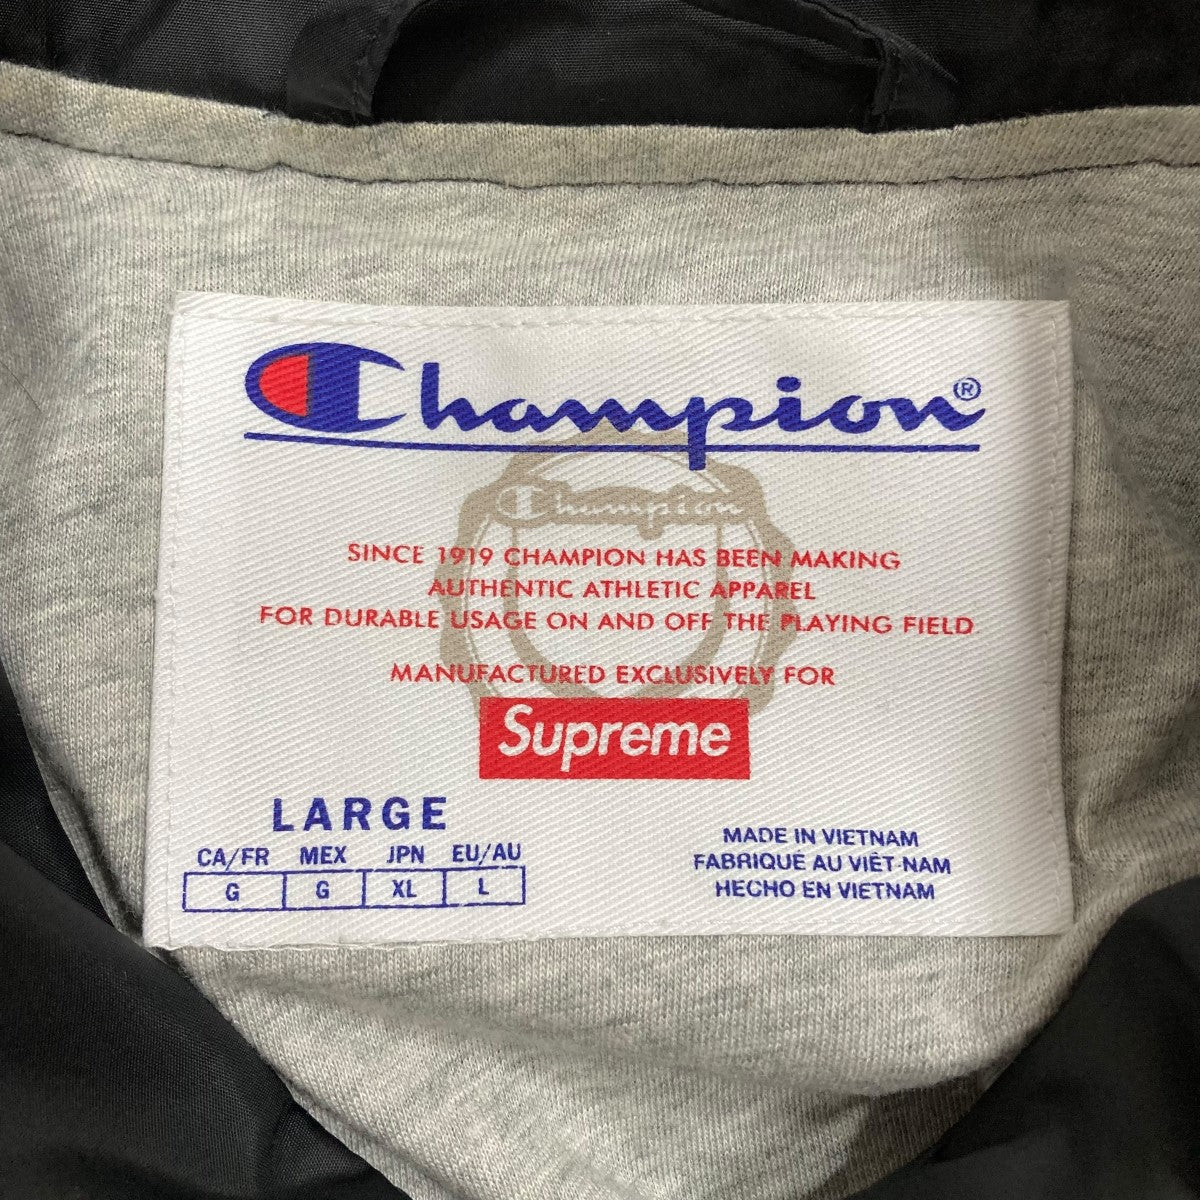 Champion®
Champion
SINCE 1919 CHAMPION HAS BEEN MAKING
AUTHENTIC ATHLETIC APPAREL
FOR DURABLE USAGE ON AND OFF THE PLAYING FIELD
MANUFACTURED EXCLUSIVELY FOR
Supreme
LARGE
CA/FR MEX JPN EU/AU
G G XL L
MADE IN VIETNAM
FABRIQUÉ AU VIÊT-NAM
HECHO EN VIETNAM